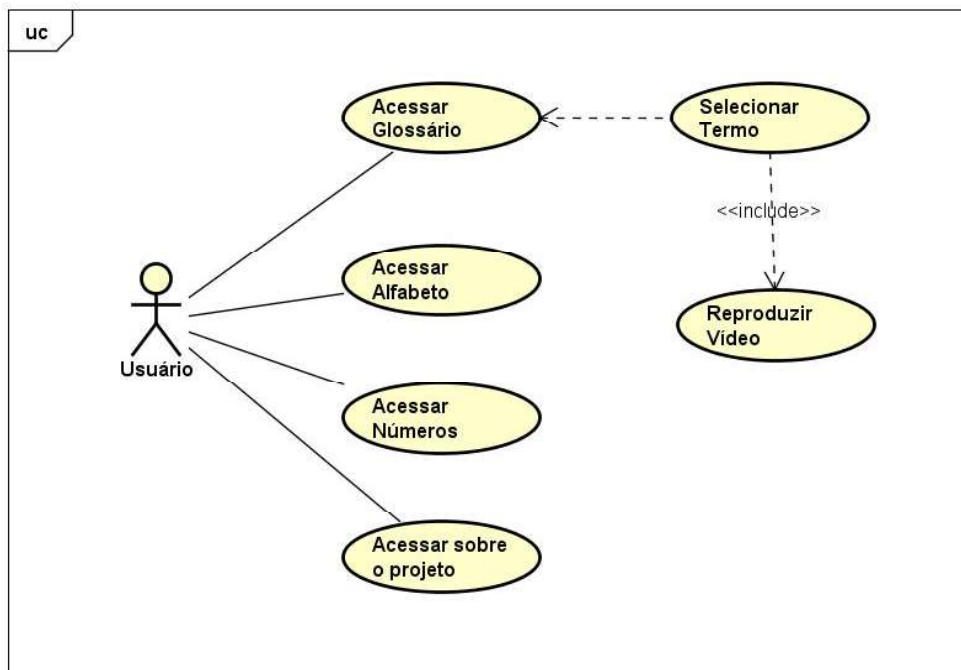 uc
Acessar
Glossário
Selecionar
Termo
<<include>>
Acessar
Alfabeto
Reproduzir
Vídeo
Usuário
Acessar
Números
Acessar sobre
o projeto